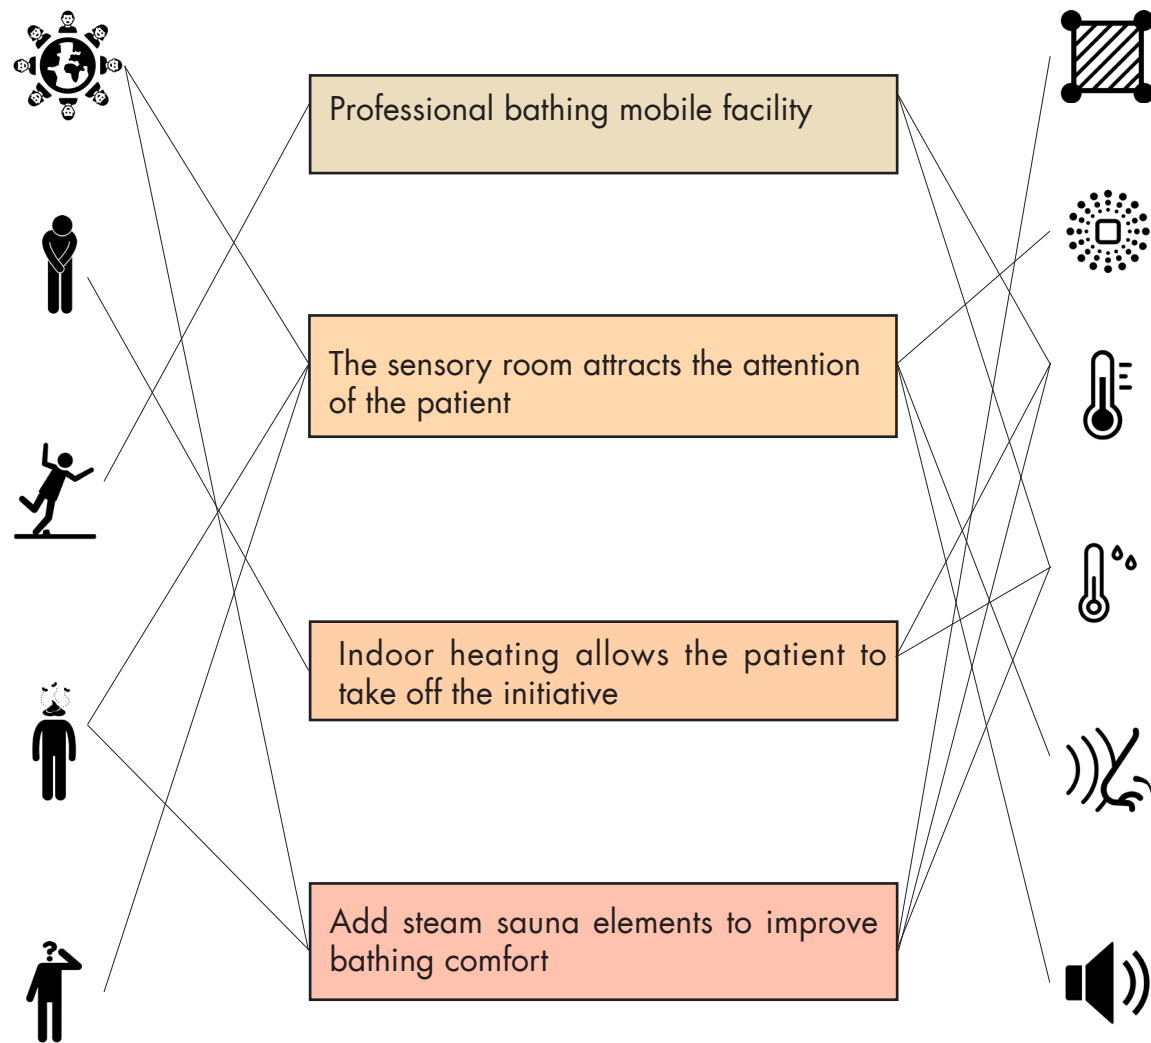 Professional bathing mobile facility
The sensory room attracts the attention
of the patient
Indoor heating allows the patient to
take off the initiative
Add steam sauna elements to improve
bathing comfort
?